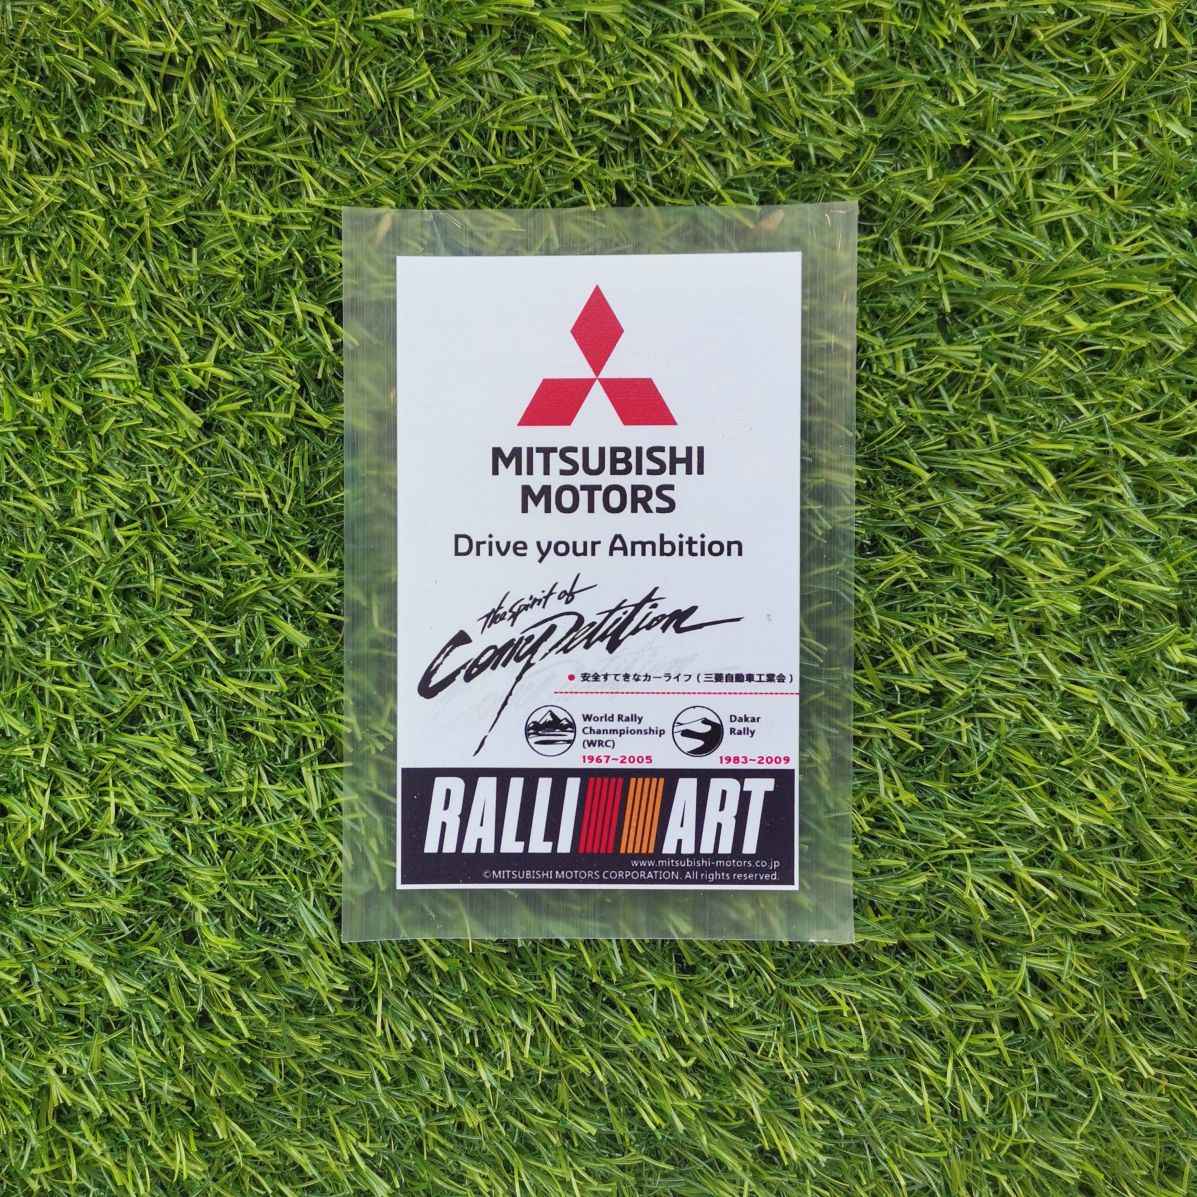 MITSUBISHI
MOTORS
Drive your Ambition
the Spirit of
Competition
安全すてきなカーライフ ( 三菱自動車工業会 )
World Rally
Chanmpionship
(WRC)
1967~2005
Dakar
Rally
1983~2009
RALLI ART
www.mitsubishi-motors.co.jp
©MITSUBISHI MOTORS CORPORATION. All rights reserved.